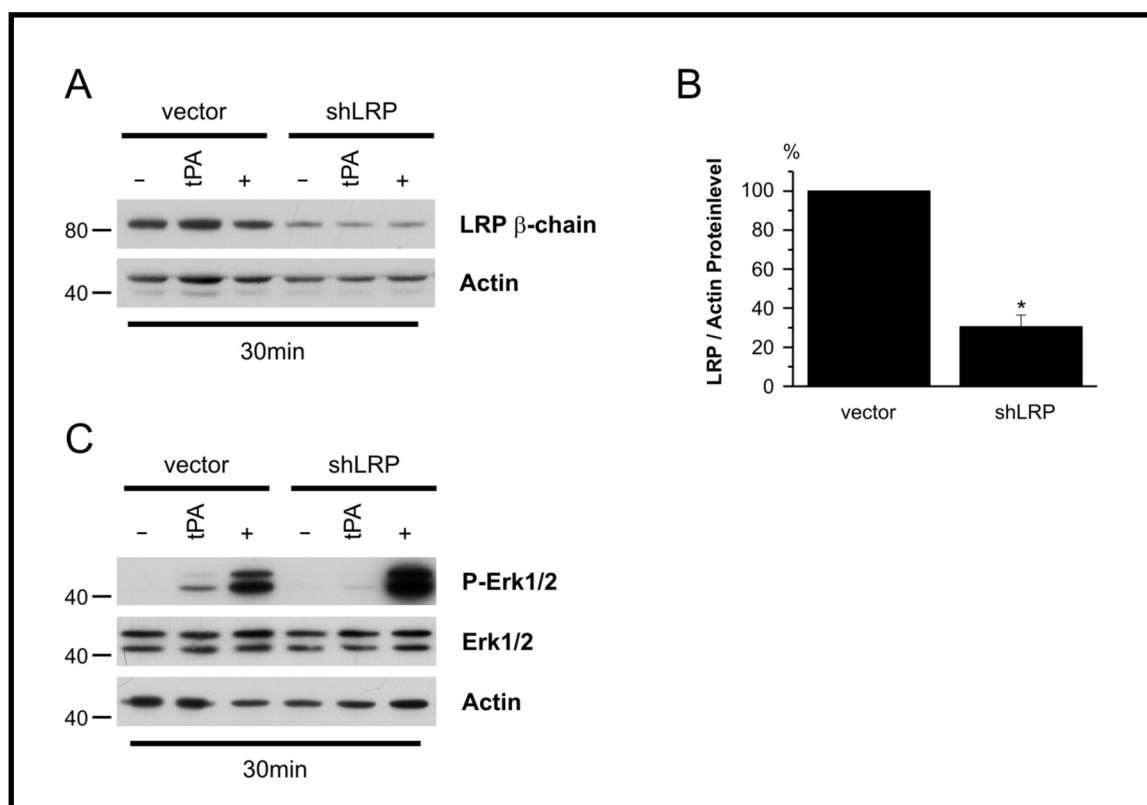 A
vector shLRP
− tPA + − tPA +
80 LRP β-chain
40 Actin
30min
B
%
LRP / Actin Proteinlevel
100
80
60
40
20
0
*
vector shLRP
C
vector shLRP
− tPA + − tPA +
40 P-Erk1/2
40 Erk1/2
40 Actin
30min